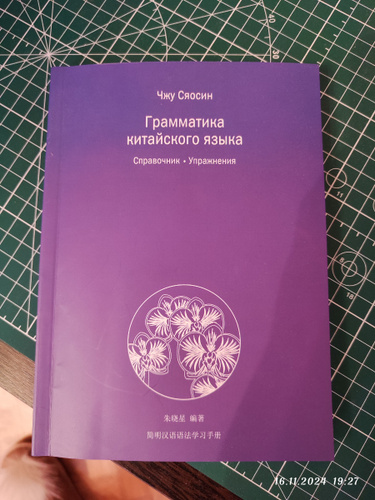 Чжу Сяосин
Грамматика
китайского языка
Справочник • Упражнения
朱晓星 编著
简明汉语语法学习手册
16.11.2024 19:27